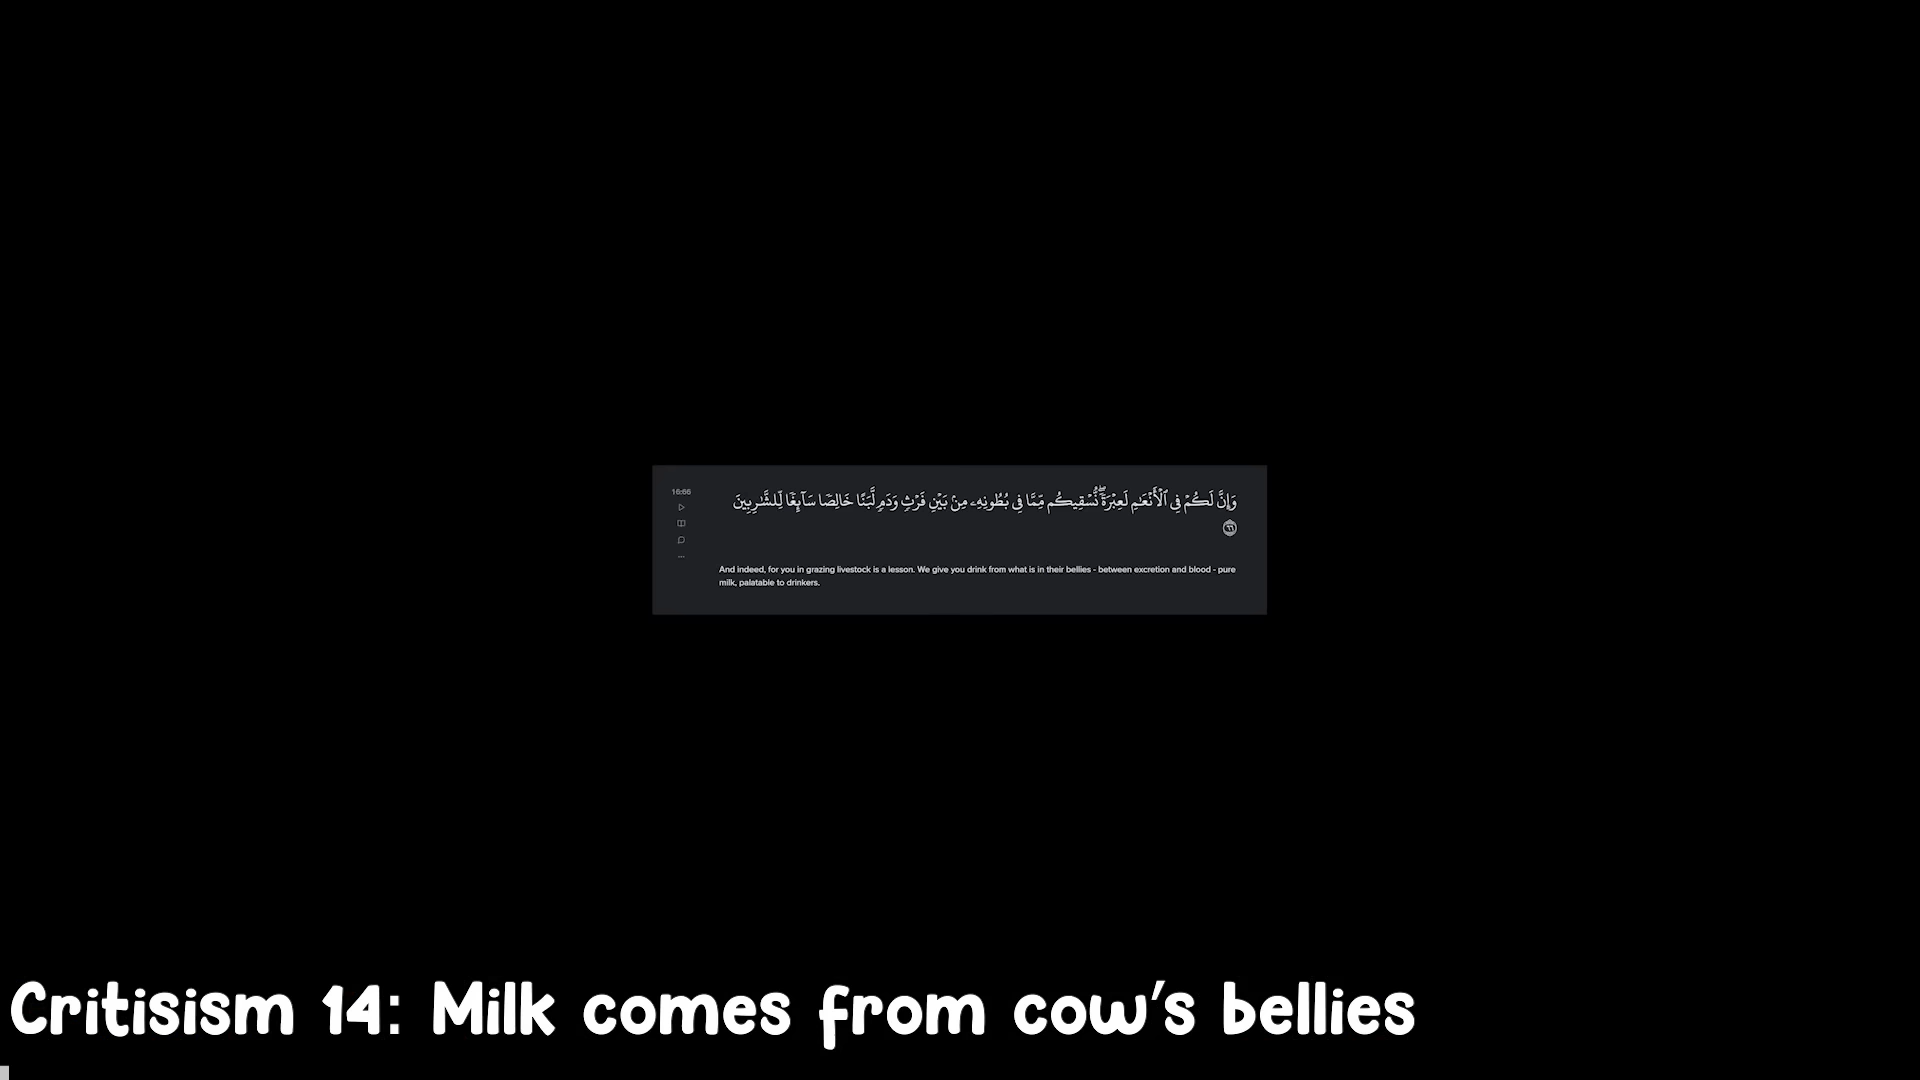 16:66
وَإِنَّ لَكُمْ فِى ٱلْأَنْعَـٰمِ لَعِبْرَةً ۖ نُّسْقِيكُم مِّمَّا فِى بُطُونِهِۦ مِنۢ بَيْنِ فَرْثٍ وَدَمٍ لَّبَنًا خَالِصًا سَآئِغًا لِّلشَّـٰرِبِينَ
٦٦
And indeed, for you in grazing livestock is a lesson. We give you drink from what is in their bellies - between excretion and blood - pure
milk, palatable to drinkers.
Critisism 14: Milk comes from cow's bellies